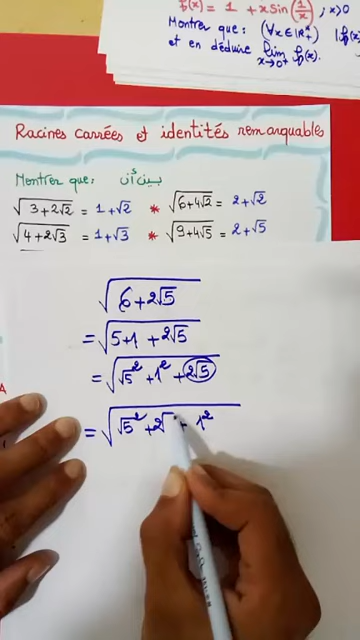 f(x) = 1 + x sin(1/x) ; x>0
Montrer que : (∀x∈ℝ*₊) |f(x)
et en déduire lim x→0⁺ f(x).
Racines carrées et identités remarquables
Montrer que: بين أن
√(3+2√2) = 1+√2 * √(6+4√2) = 2+√2
√(4+2√3) = 1+√3 * √(9+4√5) = 2+√5
√(6+2√5)
= √(5+1+2√5)
= √(√5² + 1² + 2√5)
= √(√5² + 2√ + 1²